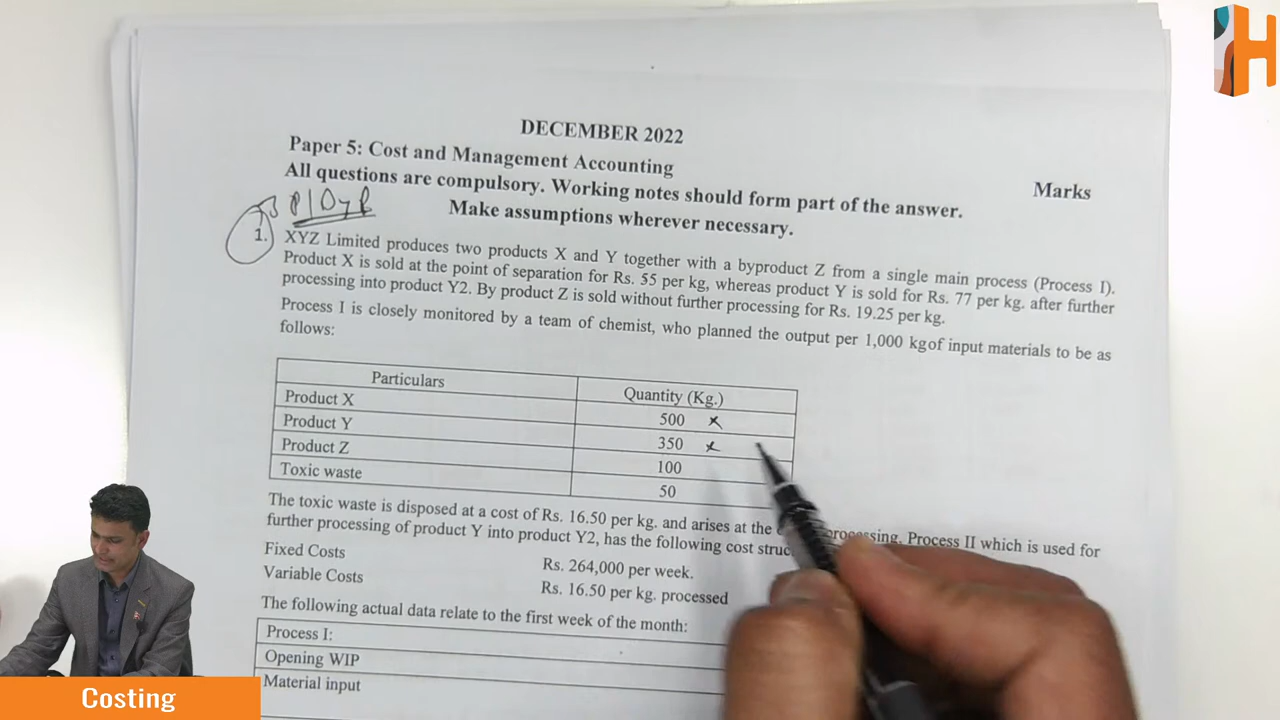 H
DECEMBER 2022
Paper 5: Cost and Management Accounting
All questions are compulsory. Working notes should form part of the answer.
Marks
Make assumptions wherever necessary.
1. XYZ Limited produces two products X and Y together with a byproduct Z from a single main process (Process I).
Product X is sold at the point of separation for Rs. 55 per kg, whereas product Y is sold for Rs. 77 per kg. after further
processing into product Y2. By product Z is sold without further processing for Rs. 19.25 per kg.
Process I is closely monitored by a team of chemist, who planned the output per 1,000 kgof input materials to be as
follows:
Particulars Quantity (Kg.)
Product X 500
Product Y 350
Product Z 100
Toxic waste 50
The toxic waste is disposed at a cost of Rs. 16.50 per kg. and arises at the processing. Process II which is used for
further processing of product Y into product Y2, has the following cost
Fixed Costs Rs. 264,000 per week.
Variable Costs Rs. 16.50 per kg. processed
The following actual data relate to the first week of the month:
Process I:
Opening WIP
Material input
Costing